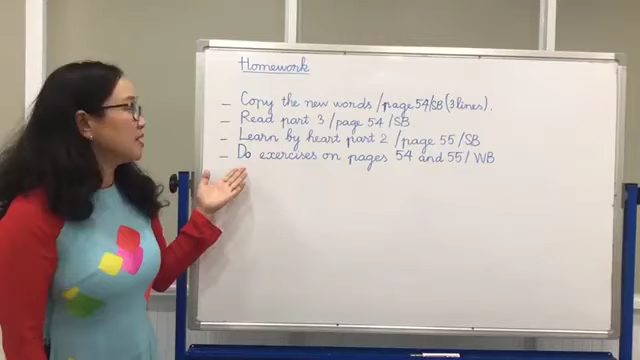 Homework
_ Copy the new words /page 54/SB (3 lines).
_ Read part 3 /page 54 /SB
_ Learn by heart part 2 /page 55 /SB
_ Do exercises on pages 54 and 55/ WB